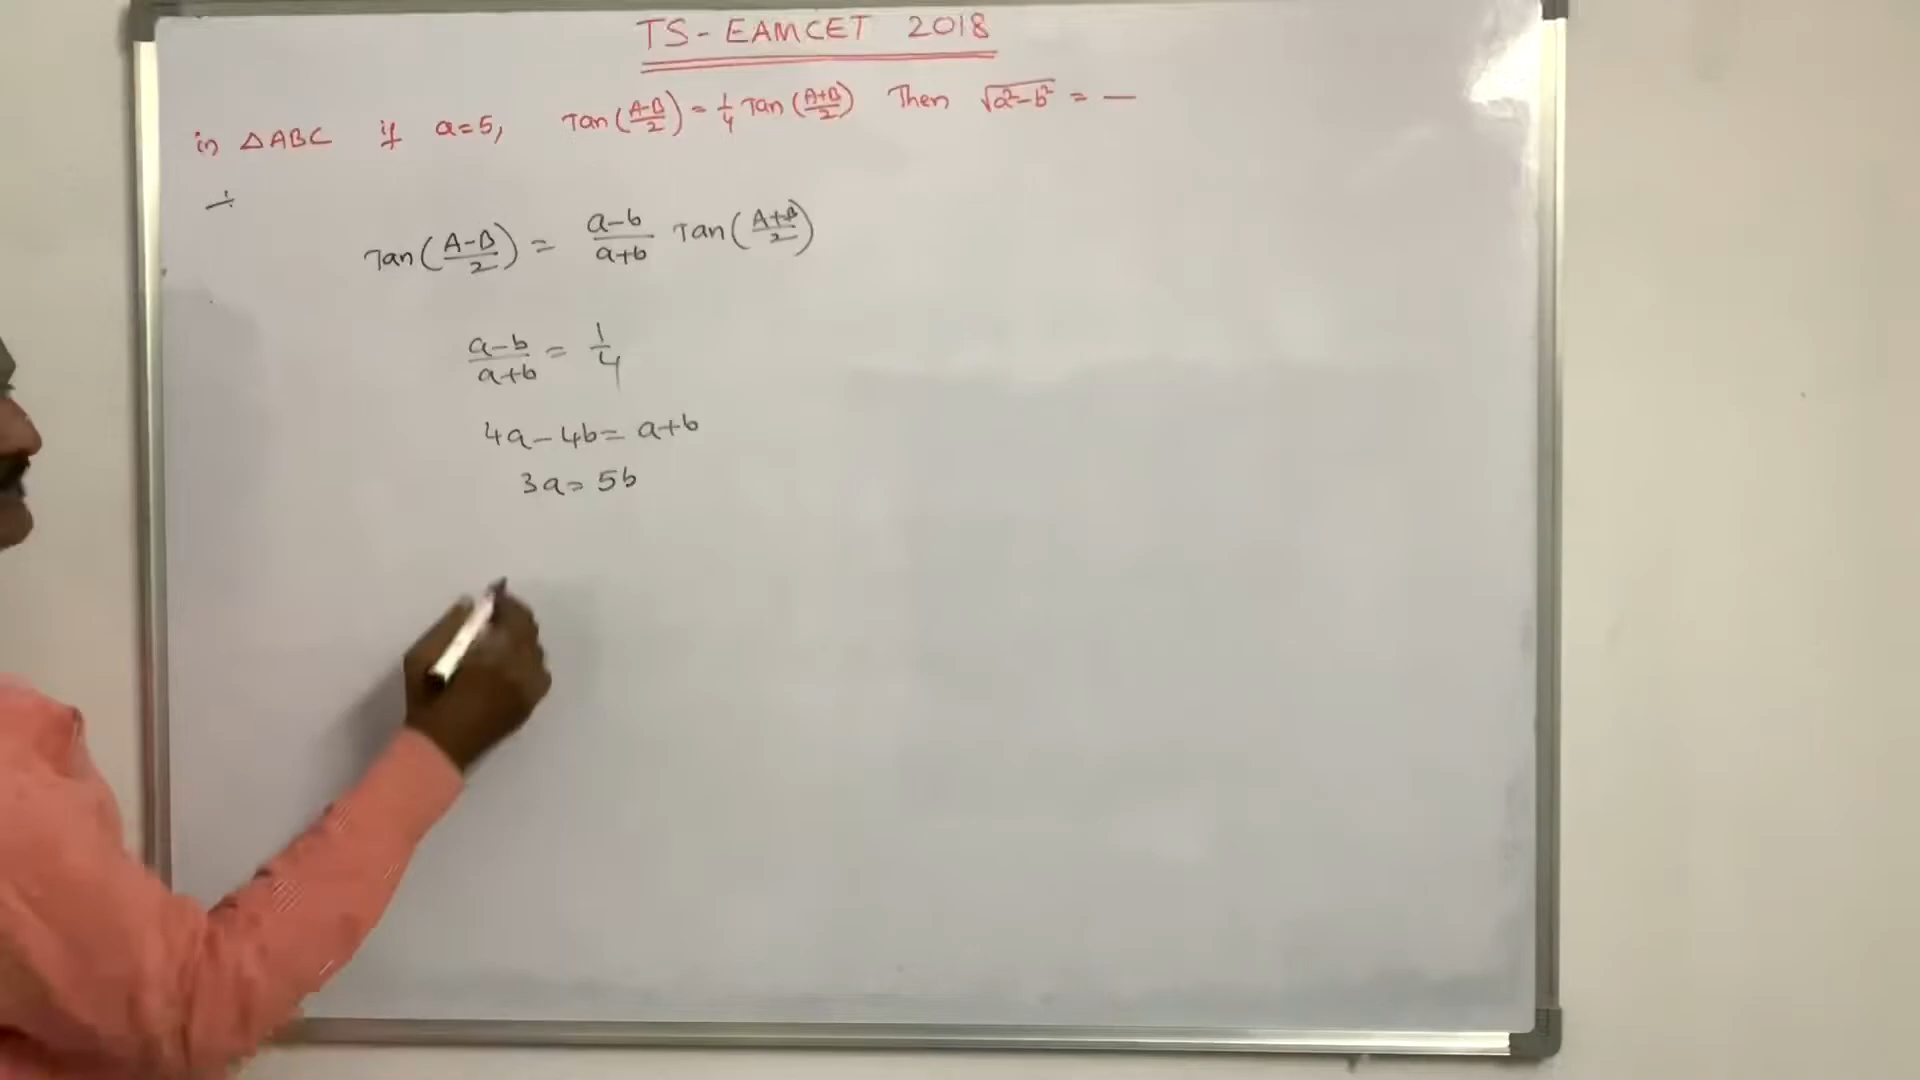 TS - EAMCET 2018
in △ABC if a=5, Tan(A-B/2) = 1/4 Tan(A+B/2) Then √a²-b² = —
Tan(A-B/2) = a-b/a+b Tan(A+B/2)
a-b/a+b = 1/4
4a-4b= a+b
3a= 5b